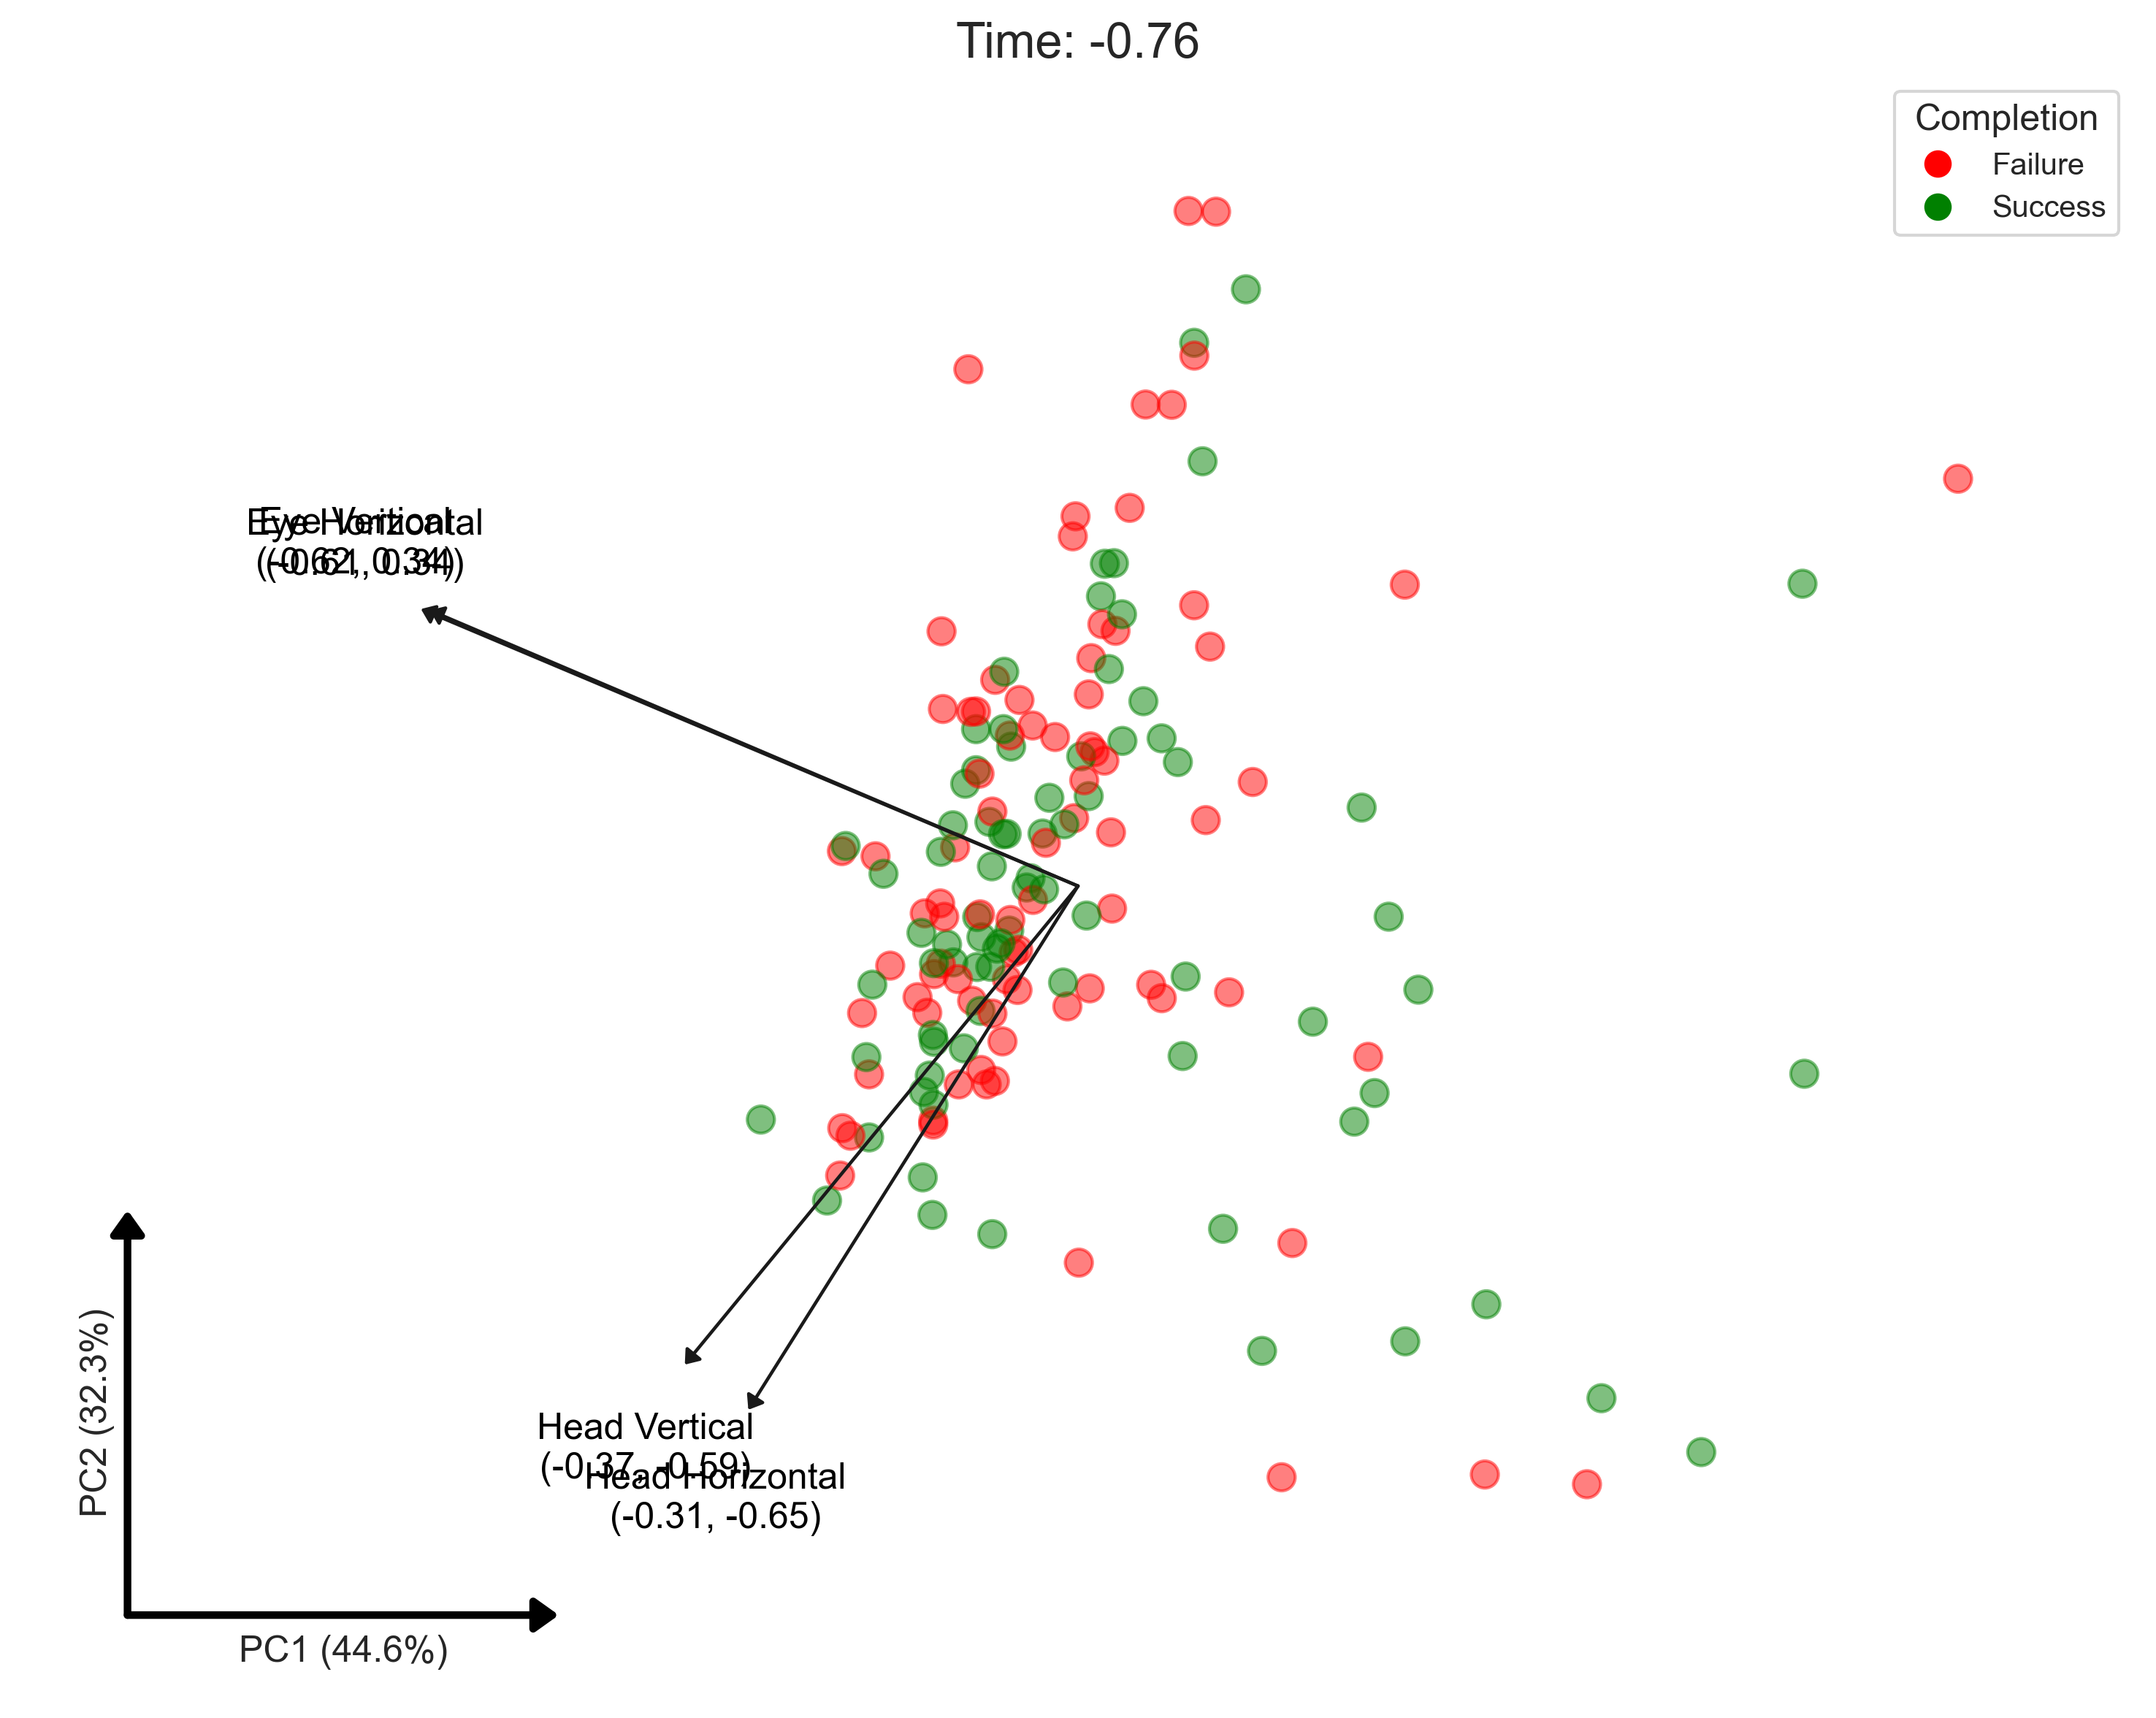 Time: -0.76
Completion
Failure
Success
Eye Vertical
Eye Horizontal
(-0.62, 0.34)
(-0.61, 0.34)
Head Vertical
(-0.37, -0.59)
Head Horizontal
(-0.31, -0.65)
PC2 (32.3%)
PC1 (44.6%)